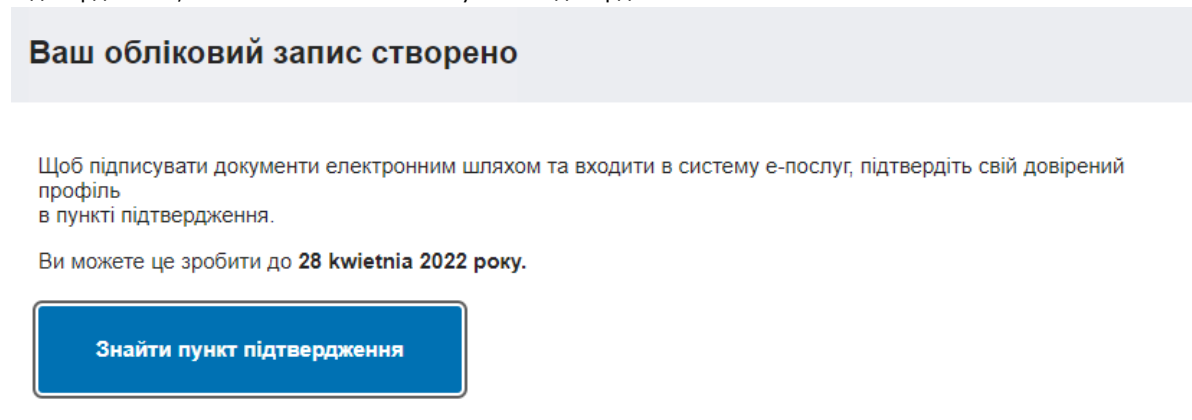 Ваш обліковий запис створено
Щоб підписувати документи електронним шляхом та входити в систему е-послуг, підтвердіть свій довірений
профіль
в пункті підтвердження.
Ви можете це зробити до 28 kwietnia 2022 року.
Знайти пункт підтвердження